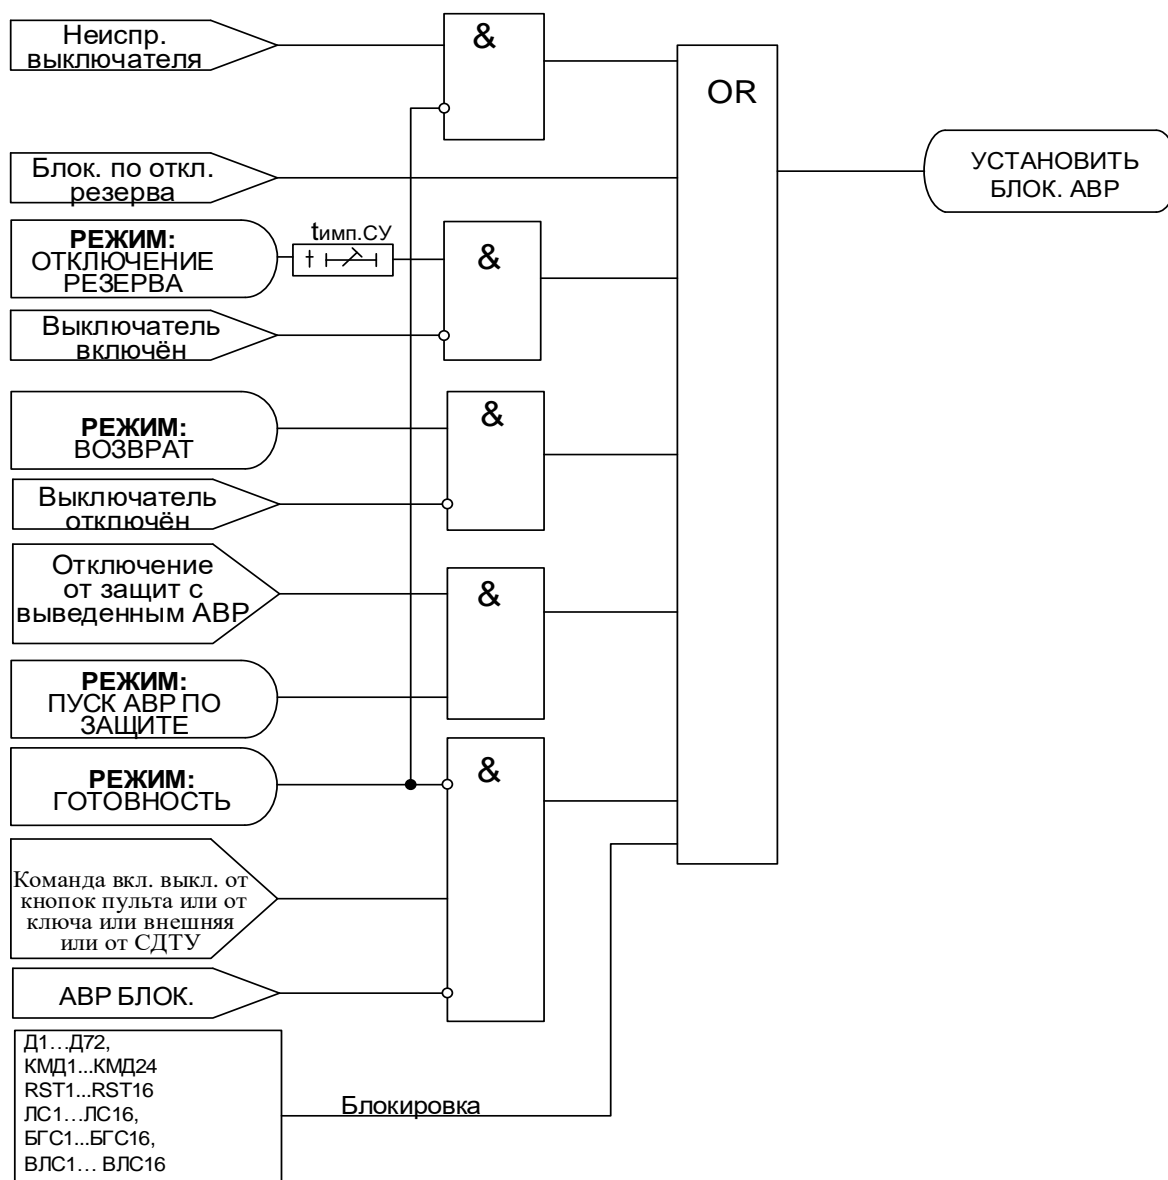 Неиспр.
выключателя
&
OR
Блок. по откл.
резерва
УСТАНОВИТЬ
БЛОК. АВР
РЕЖИМ:
ОТКЛЮЧЕНИЕ
РЕЗЕРВА
tимп.СУ
t
&
Выключатель
включён
РЕЖИМ:
ВОЗВРАТ
&
Выключатель
отключён
Отключение
от защит с
выведенным АВР
&
РЕЖИМ:
ПУСК АВР ПО
ЗАЩИТЕ
РЕЖИМ:
ГОТОВНОСТЬ
&
Команда вкл. выкл. от
кнопок пульта или от
ключа или внешняя
или от СДТУ
АВР БЛОК.
Д1…Д72,
КМД1...КМД24
RST1...RST16
ЛС1…ЛС16,
БГС1...БГС16,
ВЛС1… ВЛС16
Блокировка